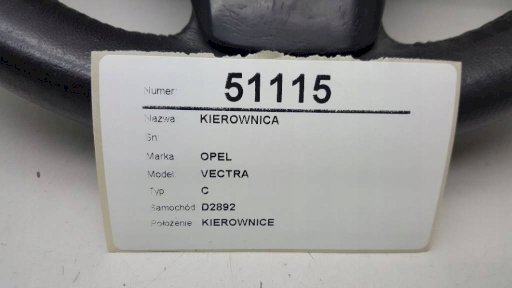 Numer: 51115
Nazwa: KIEROWNICA
Sn:
Marka: OPEL
Model: VECTRA
Typ: C
Samochód: D2892
Położenie: KIEROWNICE